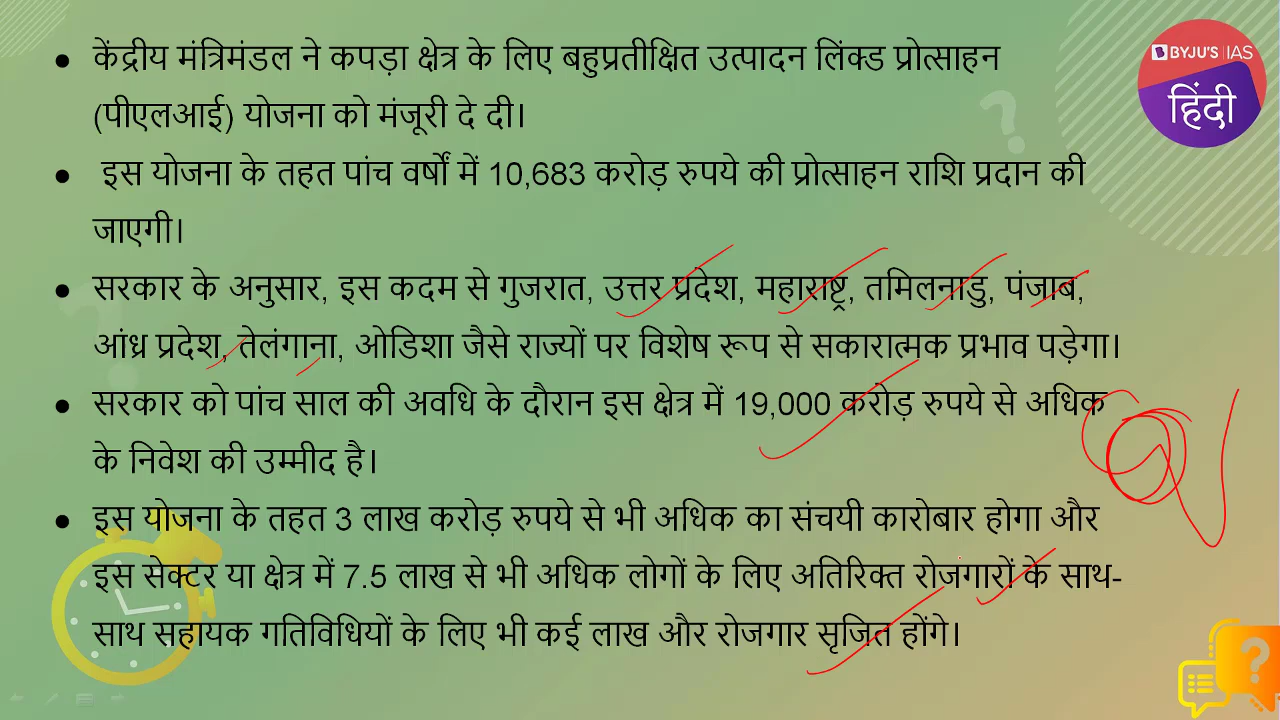 • केंद्रीय मंत्रिमंडल ने कपड़ा क्षेत्र के लिए बहुप्रतीक्षित उत्पादन लिंक्ड प्रोत्साहन
(पीएलआई) योजना को मंजूरी दे दी।
• इस योजना के तहत पांच वर्षों में 10,683 करोड़ रुपये की प्रोत्साहन राशि प्रदान की
जाएगी।
• सरकार के अनुसार, इस कदम से गुजरात, उत्तर प्रदेश, महाराष्ट्र, तमिलनाडु, पंजाब,
आंध्र प्रदेश, तेलंगाना, ओडिशा जैसे राज्यों पर विशेष रूप से सकारात्मक प्रभाव पड़ेगा।
• सरकार को पांच साल की अवधि के दौरान इस क्षेत्र में 19,000 करोड़ रुपये से अधिक
के निवेश की उम्मीद है।
• इस योजना के तहत 3 लाख करोड़ रुपये से भी अधिक का संचयी कारोबार होगा और
इस सेक्टर या क्षेत्र में 7.5 लाख से भी अधिक लोगों के लिए अतिरिक्त रोजगारों के साथ-
साथ सहायक गतिविधियों के लिए भी कई लाख और रोजगार सृजित होंगे।
BYJU'S IAS
हिंदी